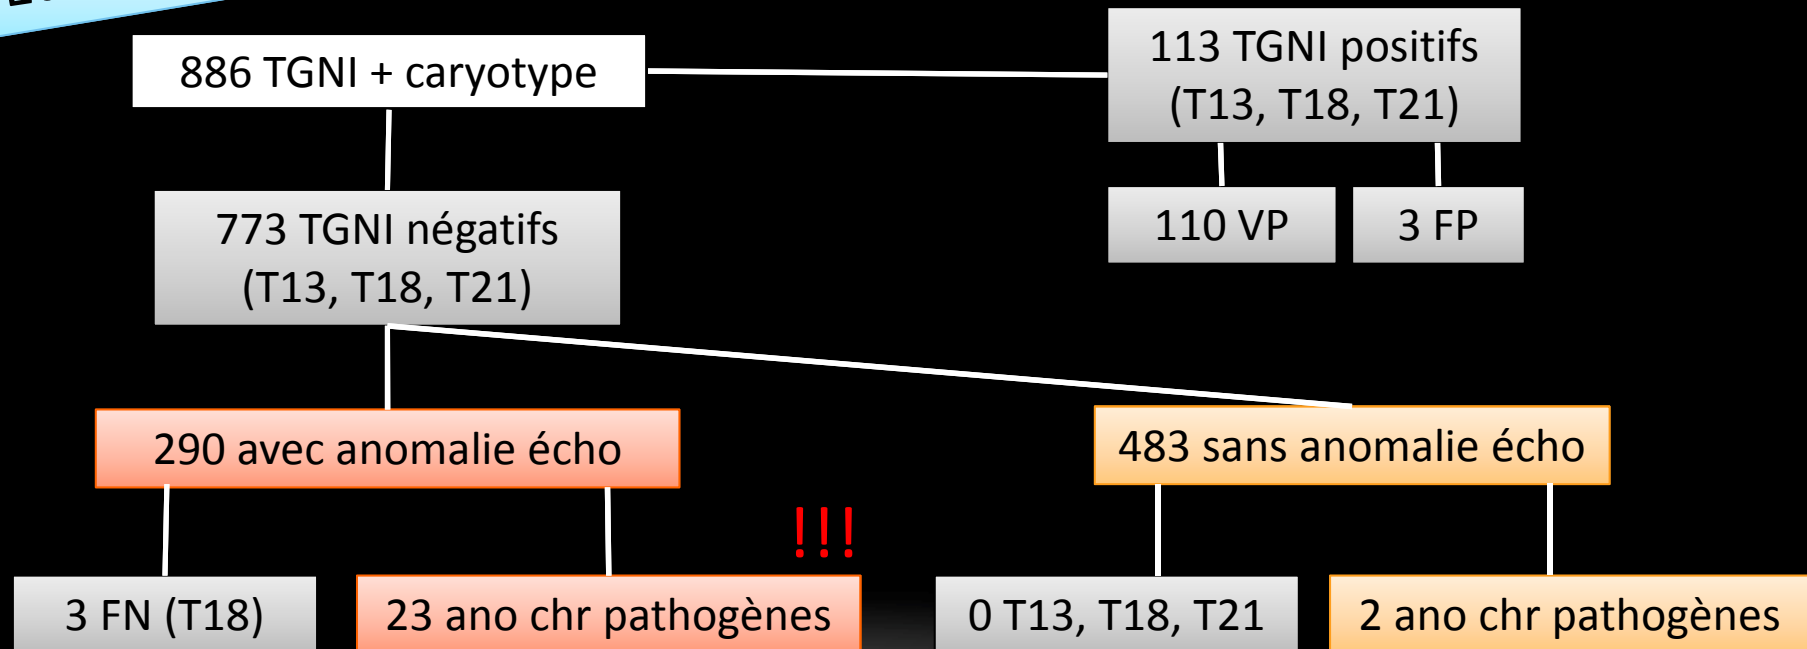 886 TGNI + caryotype
113 TGNI positifs
(T13, T18, T21)
110 VP
3 FP
773 TGNI négatifs
(T13, T18, T21)
290 avec anomalie écho
483 sans anomalie écho
!!!
3 FN (T18)
23 ano chr pathogènes
0 T13, T18, T21
2 ano chr pathogènes